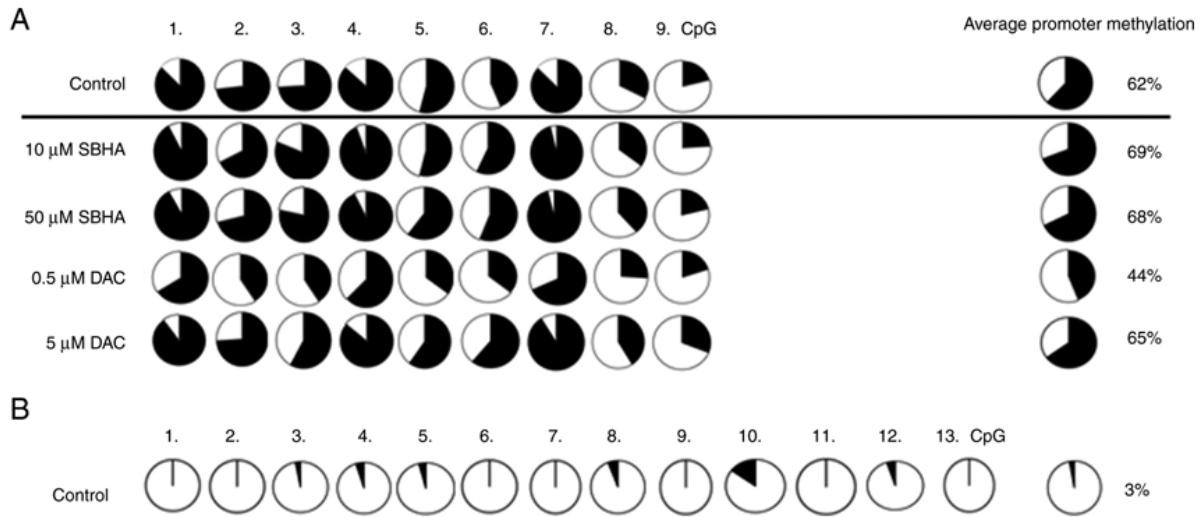 A
1. 2. 3. 4. 5. 6. 7. 8. 9. CpG Average promoter methylation
Control 62%
10 μM SBHA 69%
50 μM SBHA 68%
0.5 μM DAC 44%
5 μM DAC 65%
B
1. 2. 3. 4. 5. 6. 7. 8. 9. 10. 11. 12. 13. CpG
Control 3%